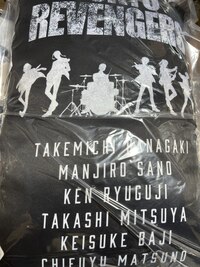 REVENGERS
TAKEMICHI HANAGAKI
MANJIRO SANO
KEN RYUGUJI
TAKASHI MITSUYA
KEISUKE BAJI
CHIFUYU MATSUNO